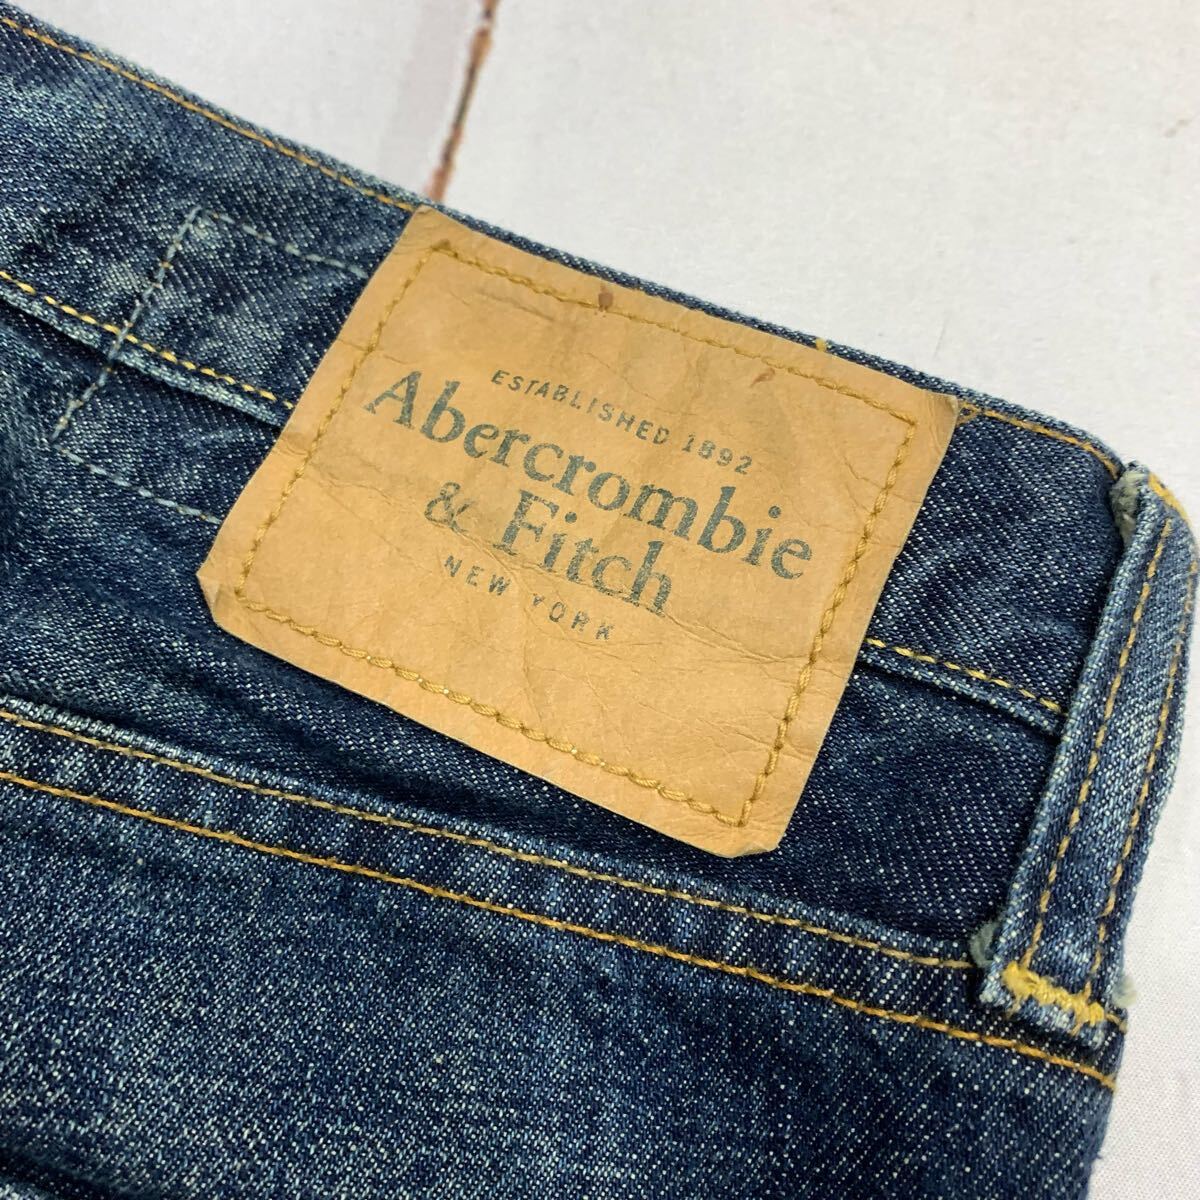 ESTABLISHED 1892
Abercrombie
& Fitch
NEW YORK